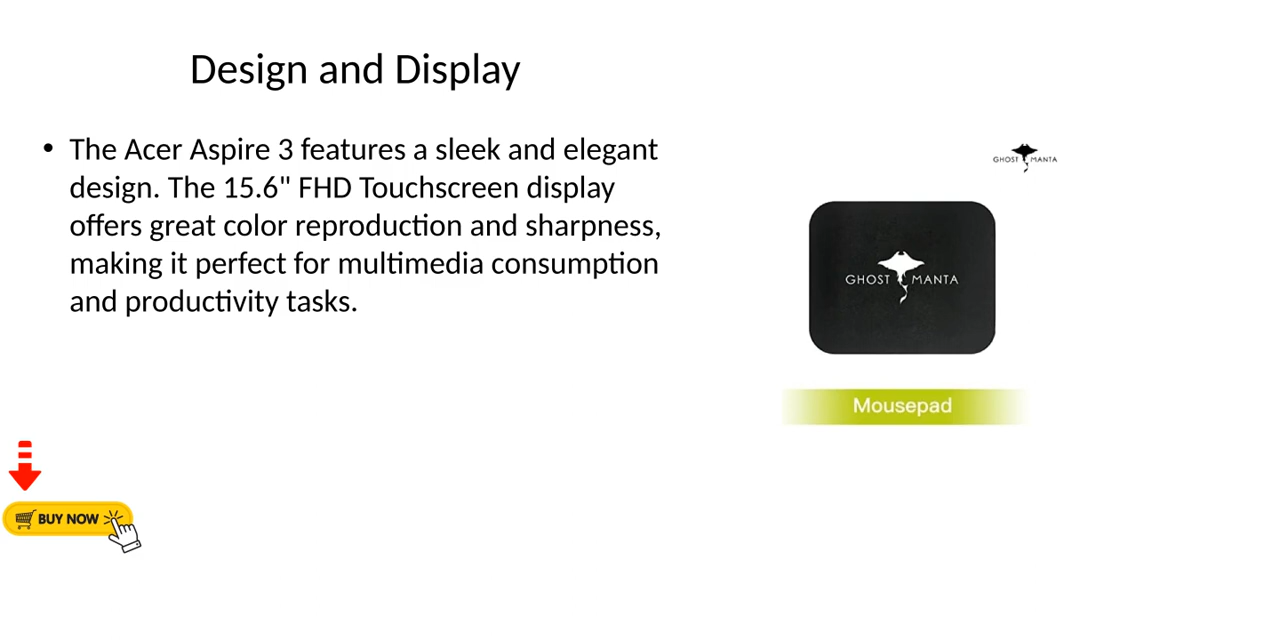 Design and Display
• The Acer Aspire 3 features a sleek and elegant
design. The 15.6" FHD Touchscreen display
offers great color reproduction and sharpness,
making it perfect for multimedia consumption
and productivity tasks.
GHOST MANTA
GHOST MANTA
Mousepad
BUY NOW